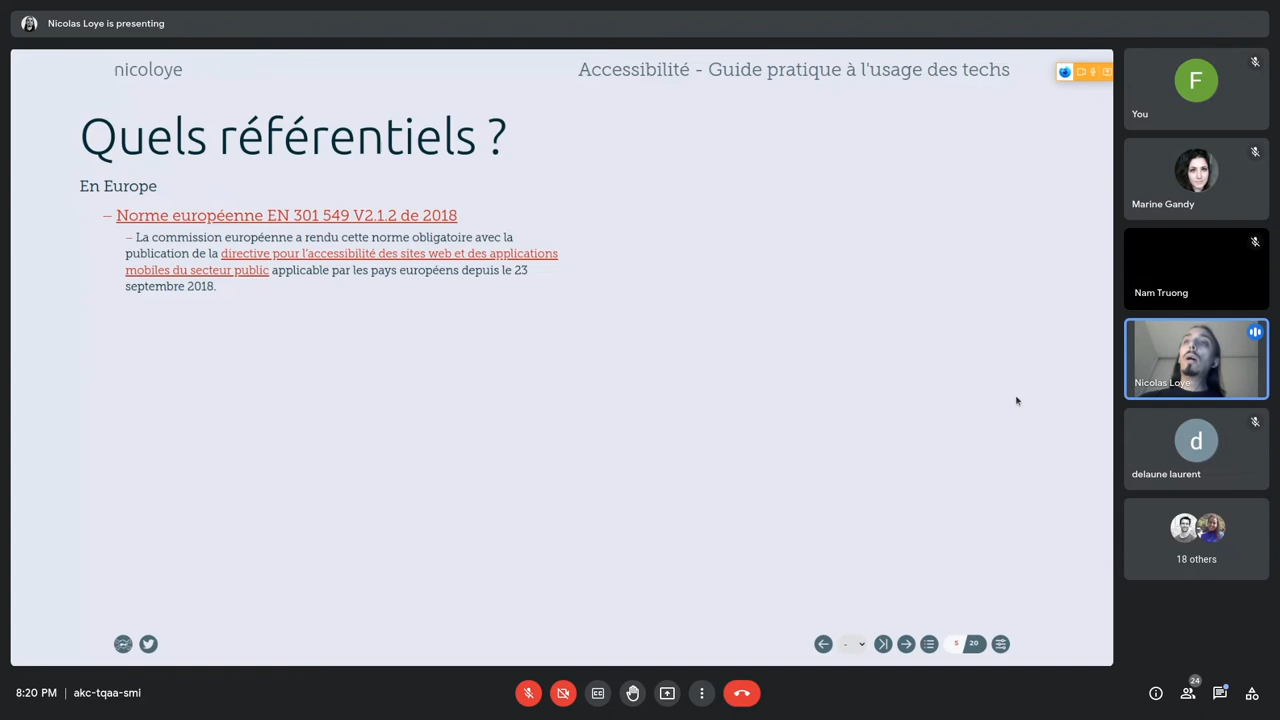 Nicolas Loye is presenting
nicoloye
Accessibilité - Guide pratique à l'usage des techs
Quels référentiels ?
En Europe
– Norme européenne EN 301 549 V2.1.2 de 2018
– La commission européenne a rendu cette norme obligatoire avec la
publication de la directive pour l'accessibilité des sites web et des applications
mobiles du secteur public applicable par les pays européens depuis le 23
septembre 2018.
- 
5
20
F
You
Marine Gandy
Nam Truong
Nicolas Loye
d
delaune laurent
18 others
8:20 PM | akc-tqaa-smi
CC
24